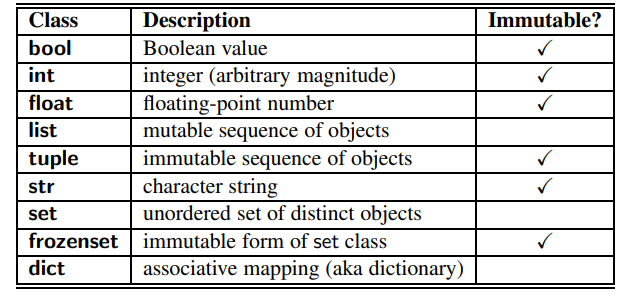 Class Description Immutable?
bool Boolean value ✓
int integer (arbitrary magnitude) ✓
float floating-point number ✓
list mutable sequence of objects
tuple immutable sequence of objects ✓
str character string ✓
set unordered set of distinct objects
frozenset immutable form of set class ✓
dict associative mapping (aka dictionary)